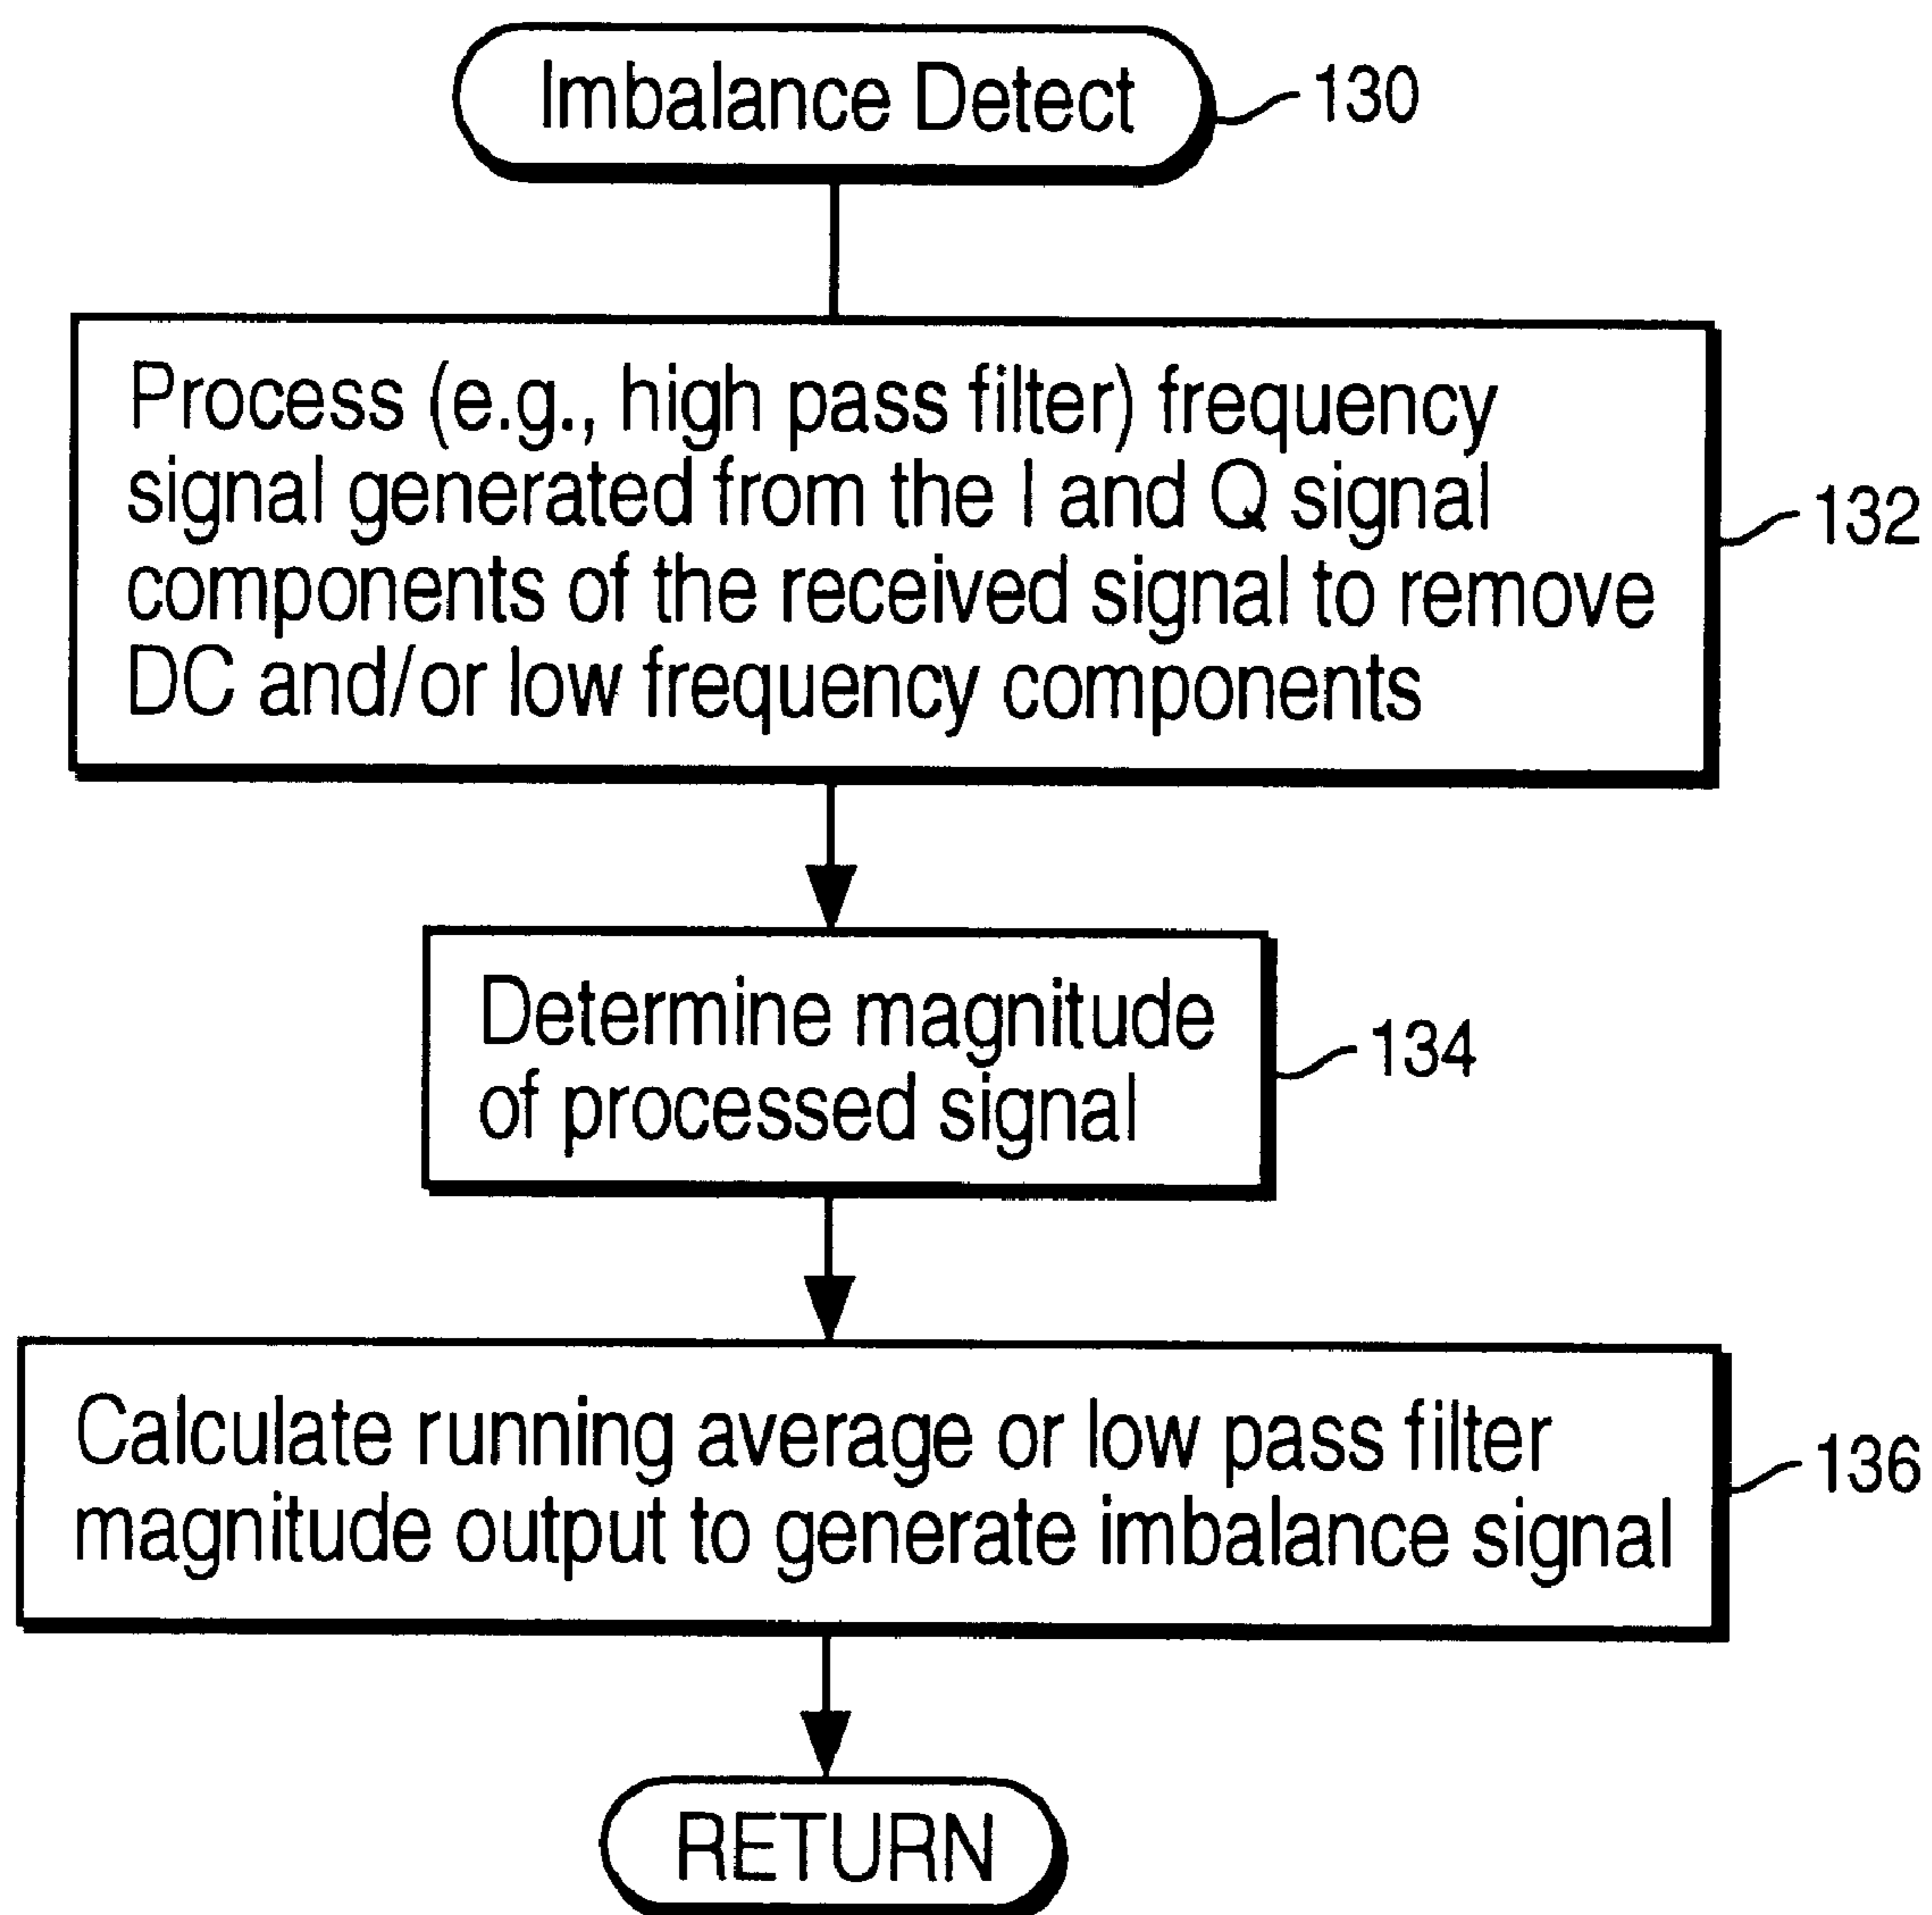 Imbalance Detect
130
Process (e.g., high pass filter) frequency
signal generated from the I and Q signal
components of the received signal to remove
DC and/or low frequency components
132
Determine magnitude
of processed signal
134
Calculate running average or low pass filter
magnitude output to generate imbalance signal
136
RETURN